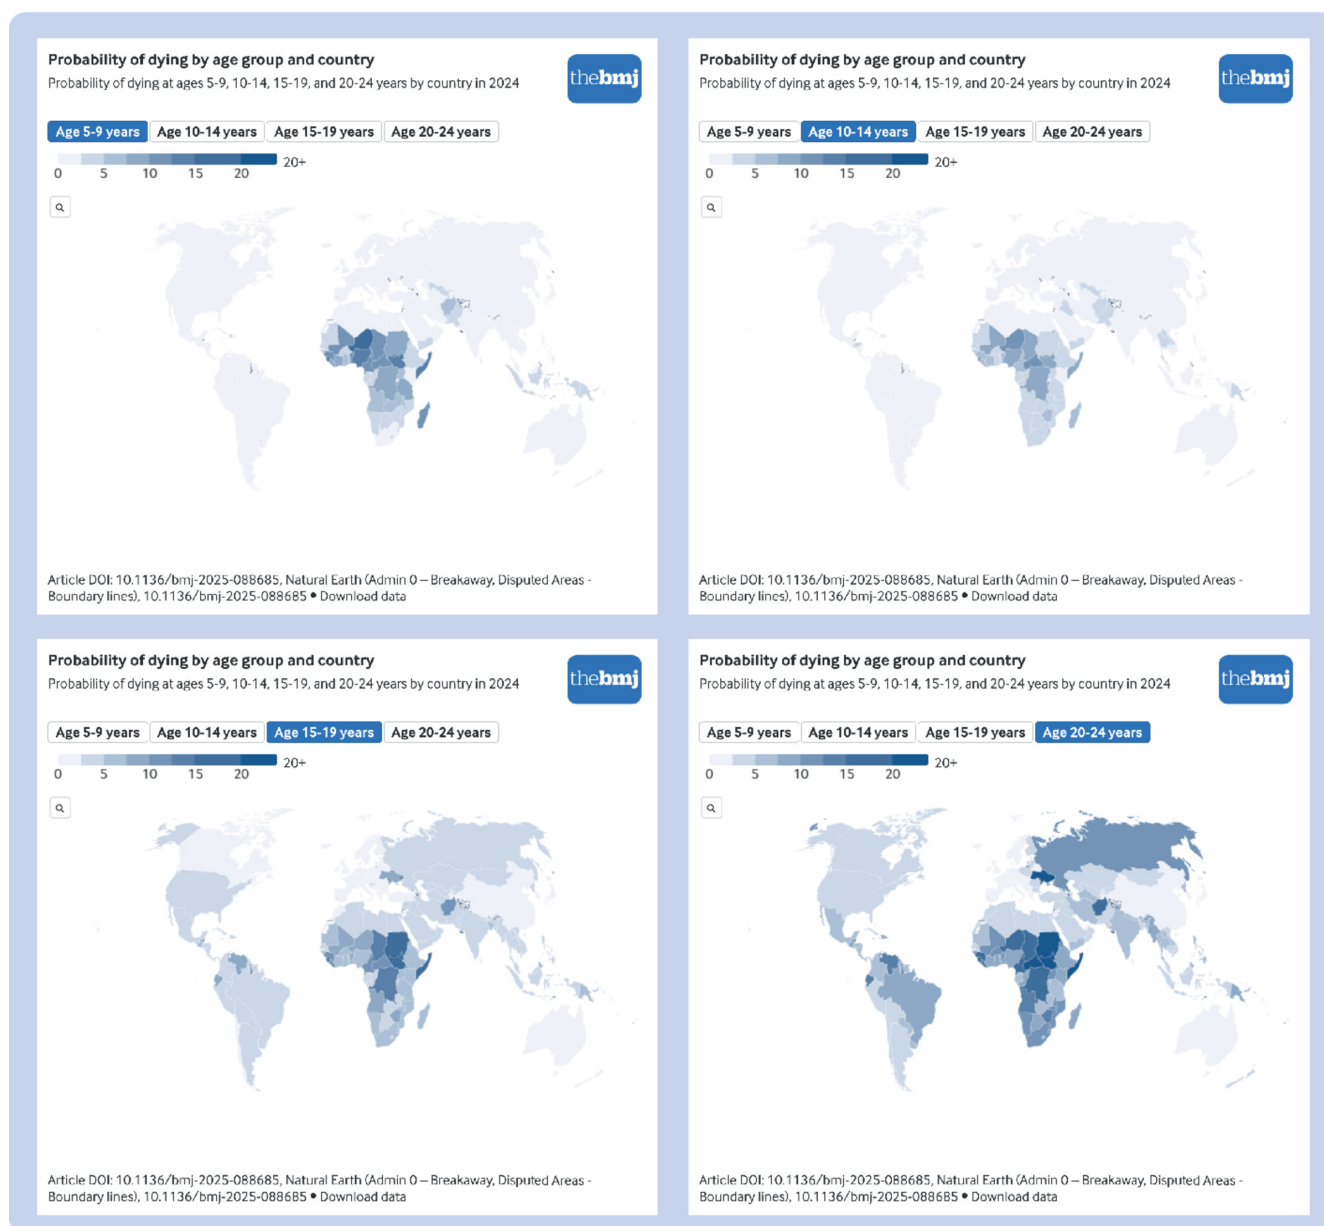 Probability of dying by age group and country
Probability of dying at ages 5-9, 10-14, 15-19, and 20-24 years by country in 2024
thebmj
Age 5-9 years Age 10-14 years Age 15-19 years Age 20-24 years
20+
0 5 10 15 20
Article DOI: 10.1136/bmj-2025-088685, Natural Earth (Admin 0 – Breakaway, Disputed Areas -
Boundary lines), 10.1136/bmj-2025-088685 • Download data
Probability of dying by age group and country
Probability of dying at ages 5-9, 10-14, 15-19, and 20-24 years by country in 2024
thebmj
Age 5-9 years Age 10-14 years Age 15-19 years Age 20-24 years
20+
0 5 10 15 20
Article DOI: 10.1136/bmj-2025-088685, Natural Earth (Admin 0 – Breakaway, Disputed Areas -
Boundary lines), 10.1136/bmj-2025-088685 • Download data
Probability of dying by age group and country
Probability of dying at ages 5-9, 10-14, 15-19, and 20-24 years by country in 2024
thebmj
Age 5-9 years Age 10-14 years Age 15-19 years Age 20-24 years
20+
0 5 10 15 20
Article DOI: 10.1136/bmj-2025-088685, Natural Earth (Admin 0 – Breakaway, Disputed Areas -
Boundary lines), 10.1136/bmj-2025-088685 • Download data
Probability of dying by age group and country
Probability of dying at ages 5-9, 10-14, 15-19, and 20-24 years by country in 2024
thebmj
Age 5-9 years Age 10-14 years Age 15-19 years Age 20-24 years
20+
0 5 10 15 20
Article DOI: 10.1136/bmj-2025-088685, Natural Earth (Admin 0 – Breakaway, Disputed Areas -
Boundary lines), 10.1136/bmj-2025-088685 • Download data